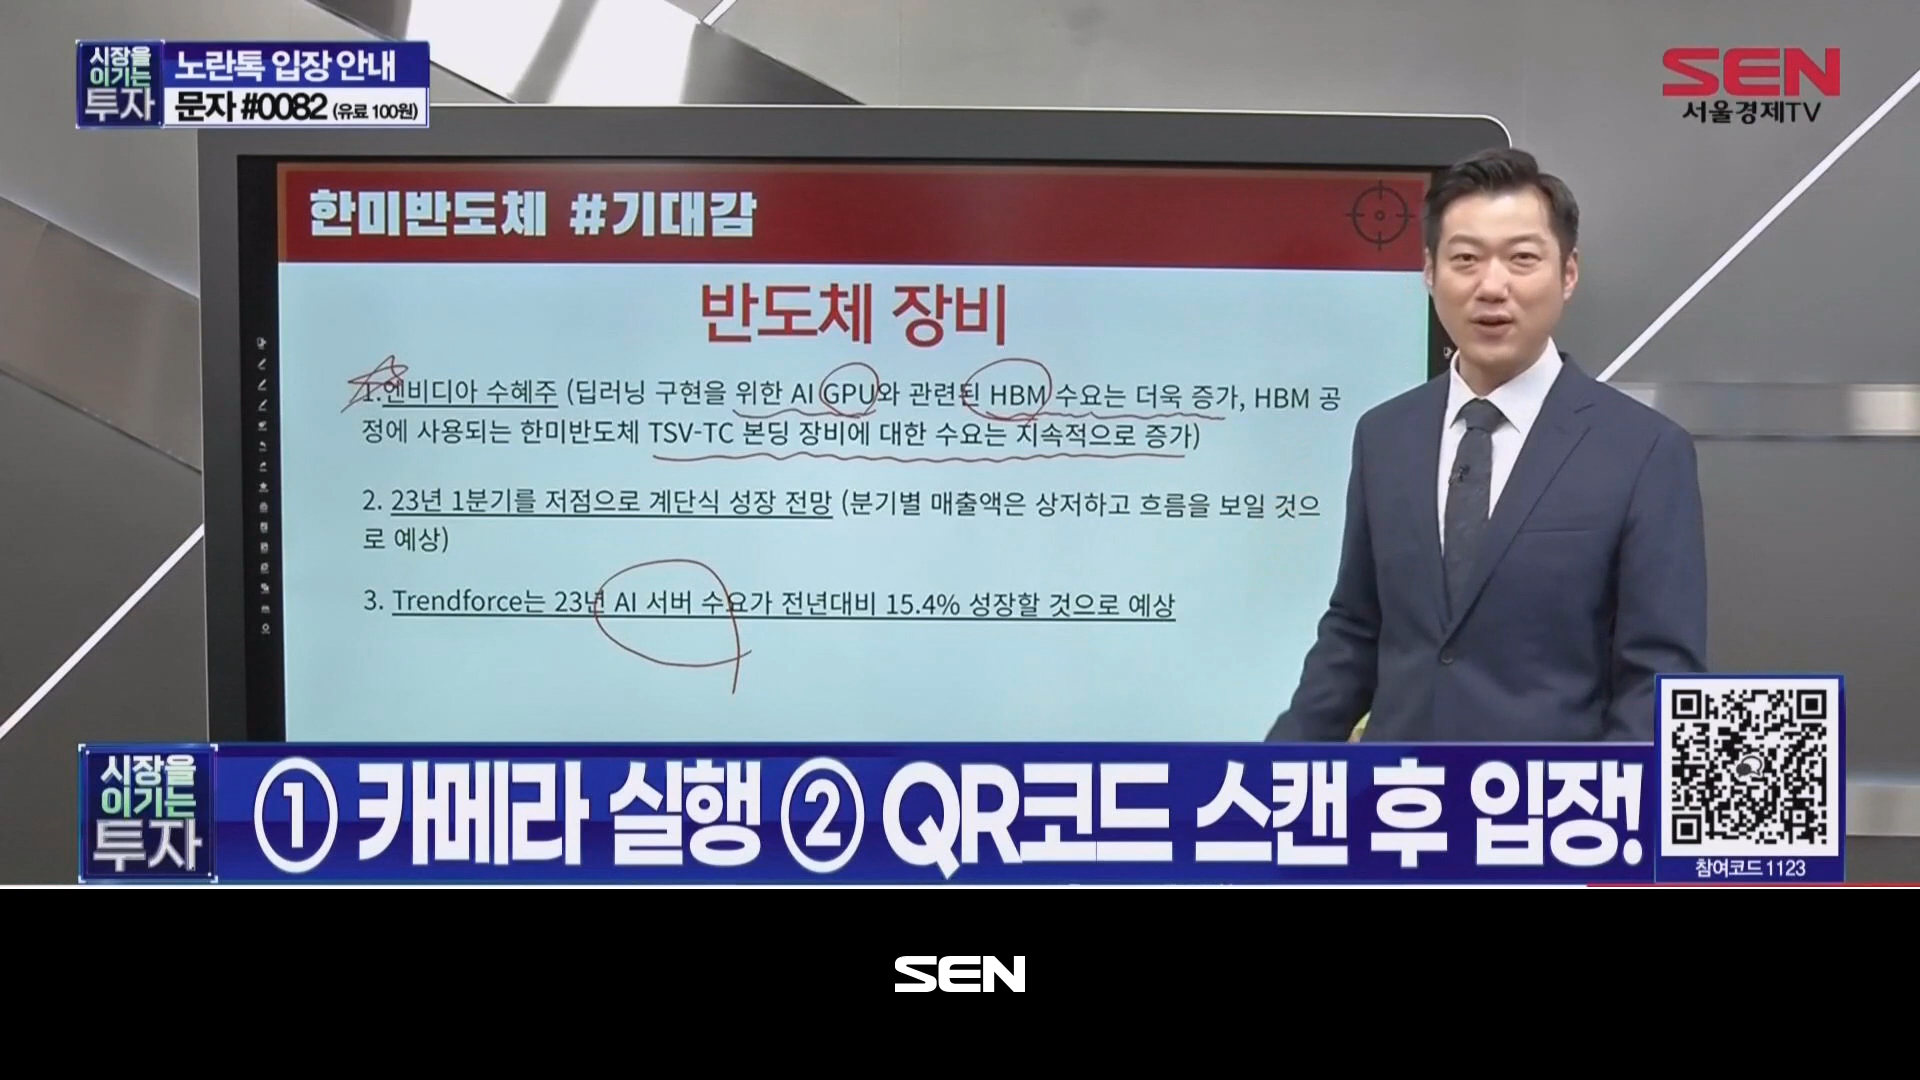 시장을
이기는
투자
노란톡 입장 안내
문자 #0082 (유료 100원)
SEN
서울경제TV
한미반도체 #기대감
반도체 장비
1.엔비디아 수혜주 (딥러닝 구현을 위한 AI GPU와 관련된 HBM 수요는 더욱 증가, HBM 공
정에 사용되는 한미반도체 TSV-TC 본딩 장비에 대한 수요는 지속적으로 증가)
2. 23년 1분기를 저점으로 계단식 성장 전망 (분기별 매출액은 상저하고 흐름을 보일 것으
로 예상)
3. Trendforce는 23년 AI 서버 수요가 전년대비 15.4% 성장할 것으로 예상
시장을
이기는
투자
① 카메라 실행 ② QR코드 스캔 후 입장!
참여코드 1123
SEN